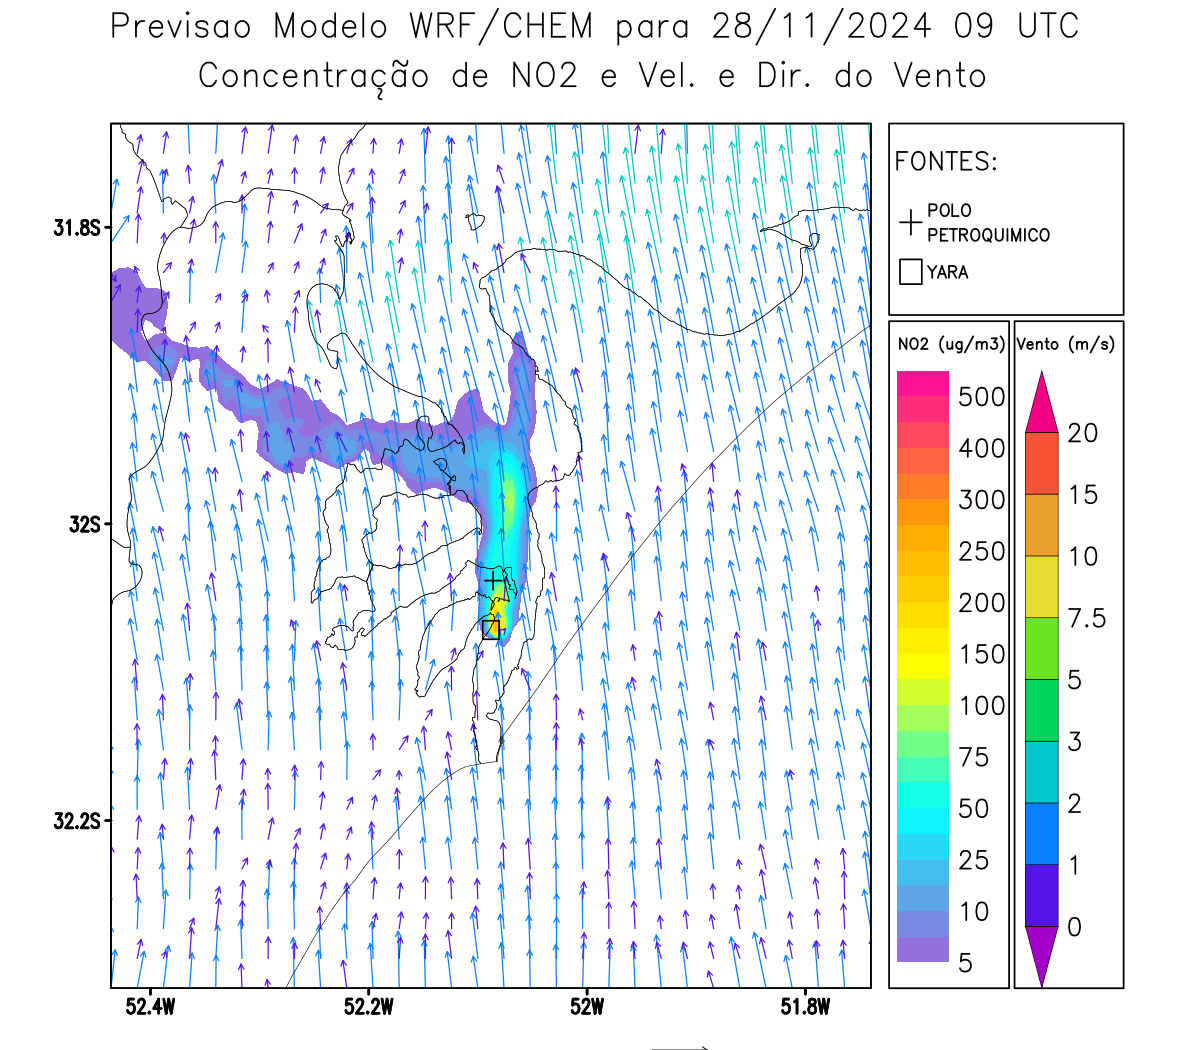 Previsao Modelo WRF/CHEM para 28/11/2024 09 UTC
Concentração de NO2 e Vel. e Dir. do Vento
FONTES:
POLO
PETROQUIMICO
YARA
NO2 (ug/m3)
500
400
300
250
200
150
100
75
50
25
10
5
Vento (m/s)
20
15
10
7.5
5
3
2
1
0
31.8S
32S
32.2S
52.4W
52.2W
52W
51.8W